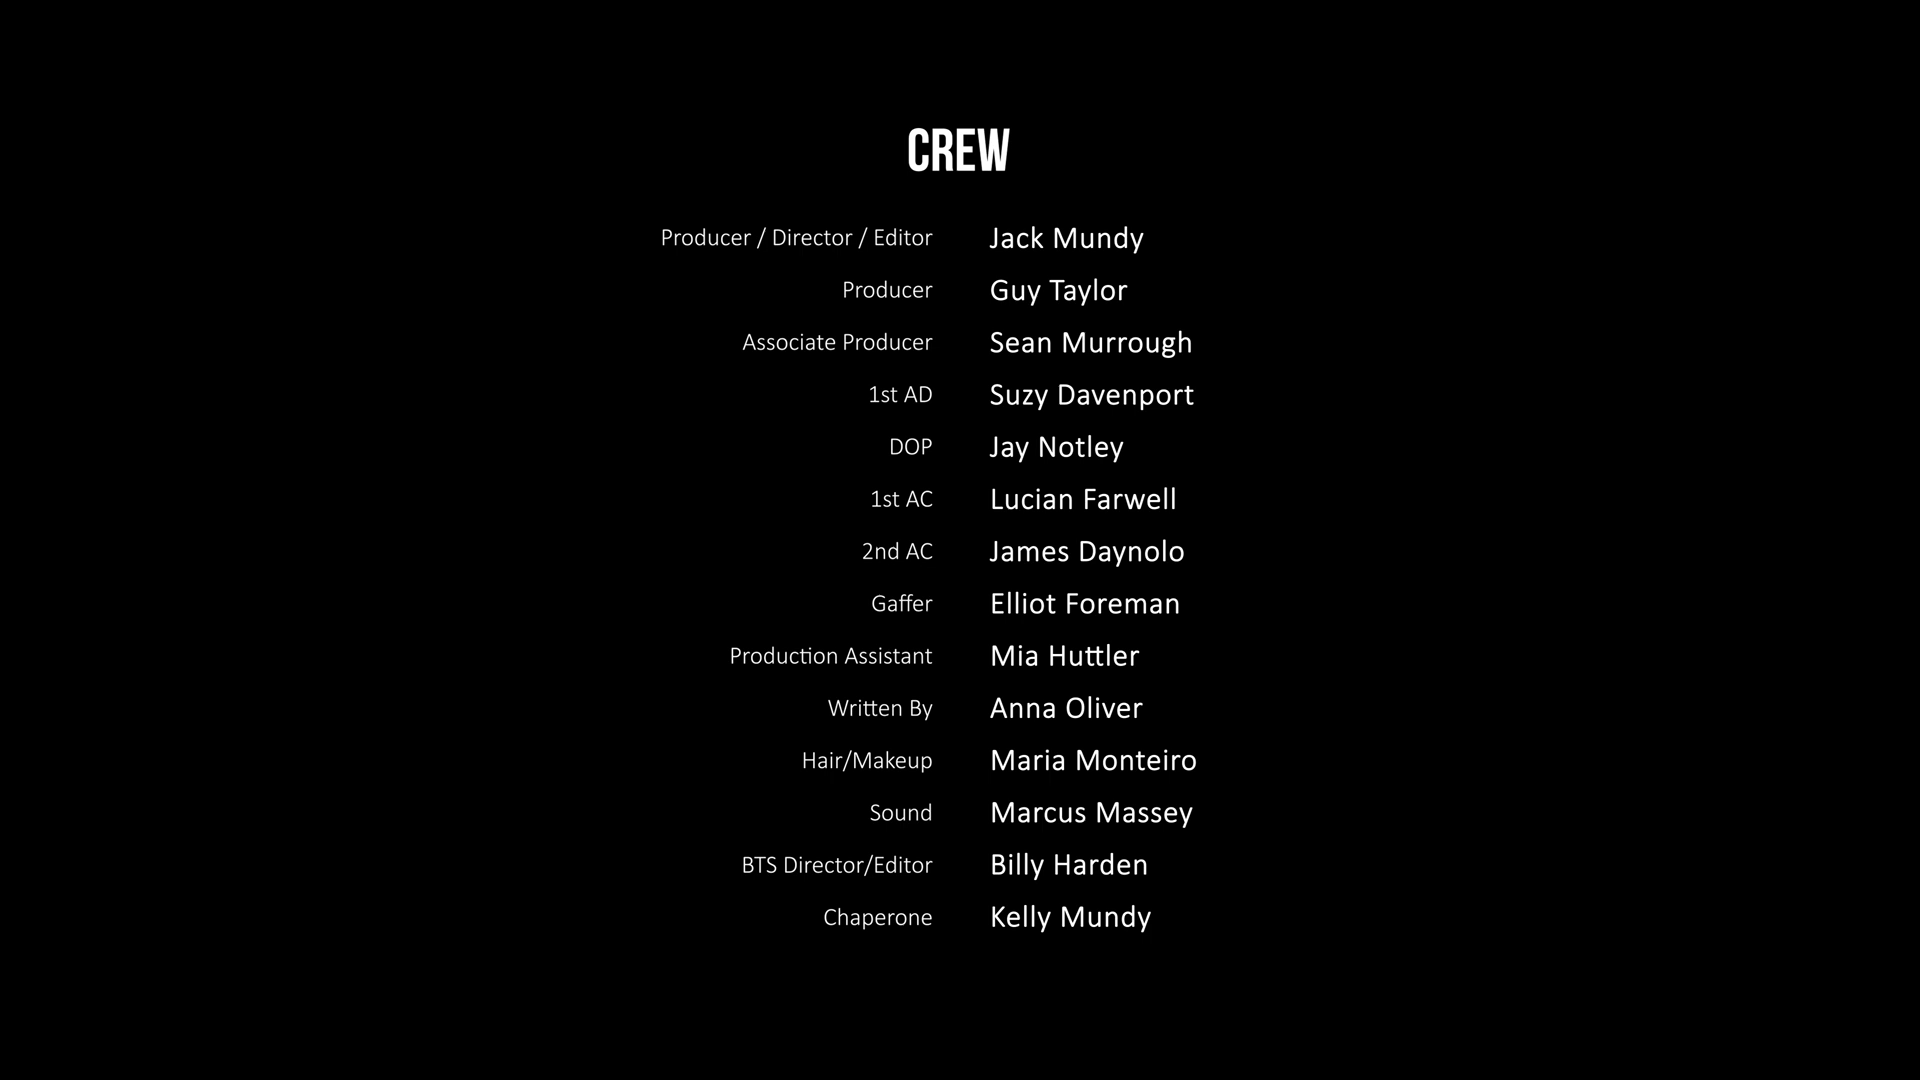 CREW
Producer / Director / Editor Jack Mundy
Producer Guy Taylor
Associate Producer Sean Murrough
1st AD Suzy Davenport
DOP Jay Notley
1st AC Lucian Farwell
2nd AC James Daynolo
Gaffer Elliot Foreman
Production Assistant Mia Huttler
Written By Anna Oliver
Hair/Makeup Maria Monteiro
Sound Marcus Massey
BTS Director/Editor Billy Harden
Chaperone Kelly Mundy